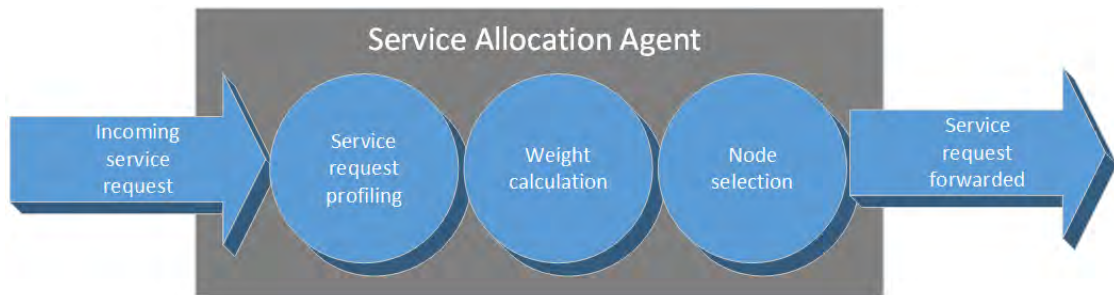 Service Allocation Agent
Incoming
service
request
Service
request
profiling
Weight
calculation
Node
selection
Service
request
forwarded